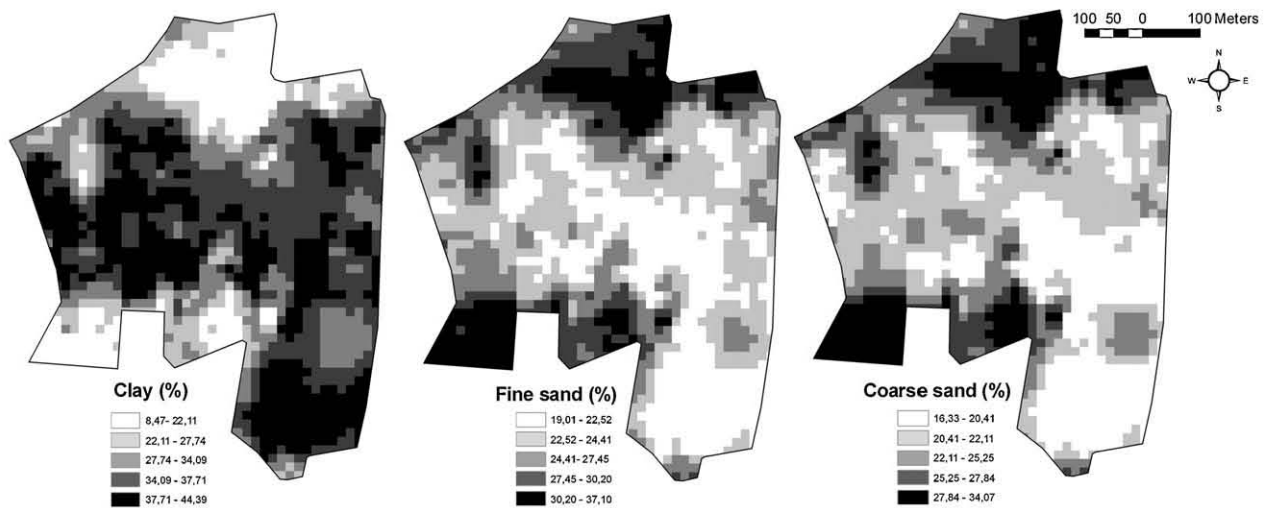 100 50 0 100 Meters
N
W E
S
Clay (%)
8,47- 22,11
22,11 - 27,74
27,74 - 34,09
34,09 - 37,71
37,71 - 44,39
Fine sand (%)
19,01 - 22,52
22,52 - 24,41
24,41- 27,45
27,45 - 30,20
30,20 - 37,10
Coarse sand (%)
16,33 - 20,41
20,41 - 22,11
22,11 - 25,25
25,25 - 27,84
27,84 - 34,07